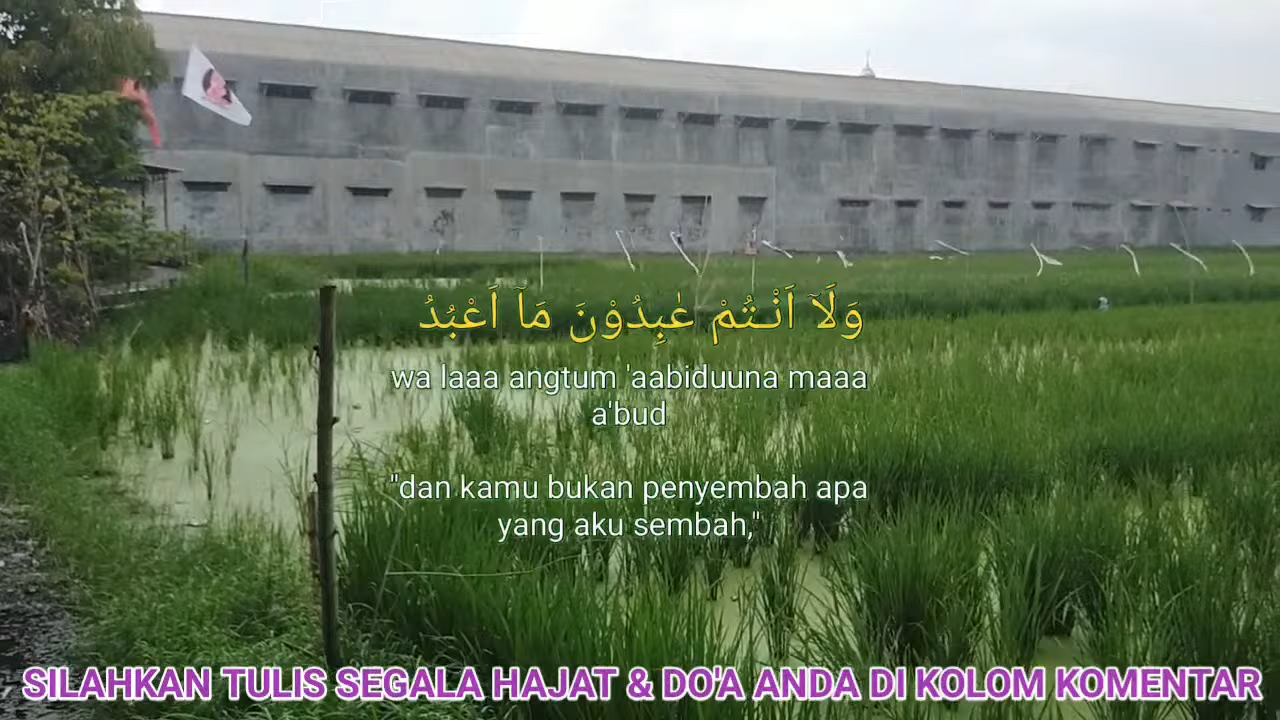 وَلَآ اَنْـتُمْ عٰبِدُوْنَ مَآ اَعْبُدُ
wa laaa angtum 'aabiduuna maaa
a'bud
"dan kamu bukan penyembah apa
yang aku sembah,"
SILAHKAN TULIS SEGALA HAJAT & DO'A ANDA DI KOLOM KOMENTAR